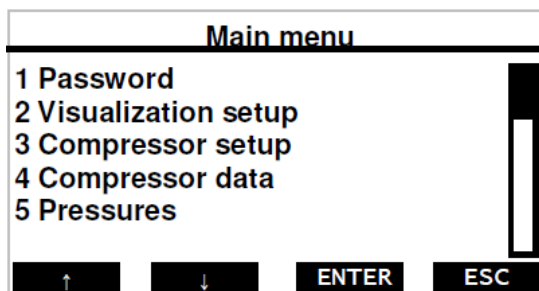 Main menu
1 Password
2 Visualization setup
3 Compressor setup
4 Compressor data
5 Pressures
↑ ↓ ENTER ESC